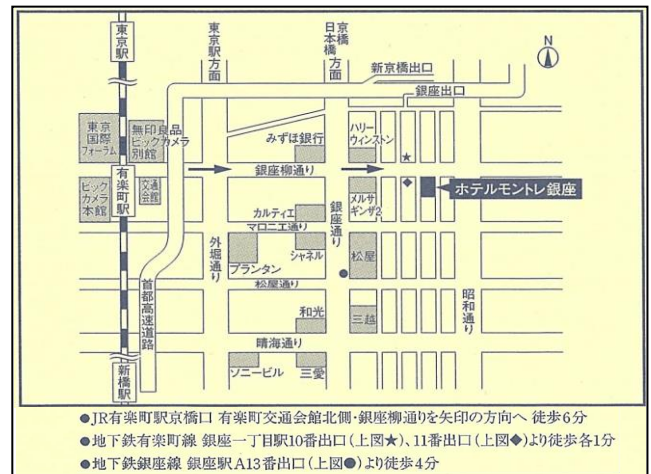 東京駅
東京駅方面
京橋
日本橋
方面
N
新京橋出口
銀座出口
東京
国際
フォーラム
無印良品
ビックカメラ
別館
みずほ銀行
ハリー
ウィンストン
★
銀座柳通り
有楽町駅
ビック
カメラ
本館
交通
会館
◆
ホテルモントレ銀座
メルサ
ギンザ2
カルティエ
マロニエ通り
銀座通り
外堀通り
プランタン
シャネル
松屋
松屋通り
首都高速道路
昭和通り
和光
三越
晴海通り
新橋駅
ソニービル
三愛
●JR有楽町駅京橋口 有楽町交通会館北側・銀座柳通りを矢印の方向へ 徒歩6分
●地下鉄有楽町線 銀座一丁目駅10番出口(上図★)、11番出口(上図◆)より徒歩各1分
●地下鉄銀座線 銀座駅A13番出口(上図●)より徒歩4分